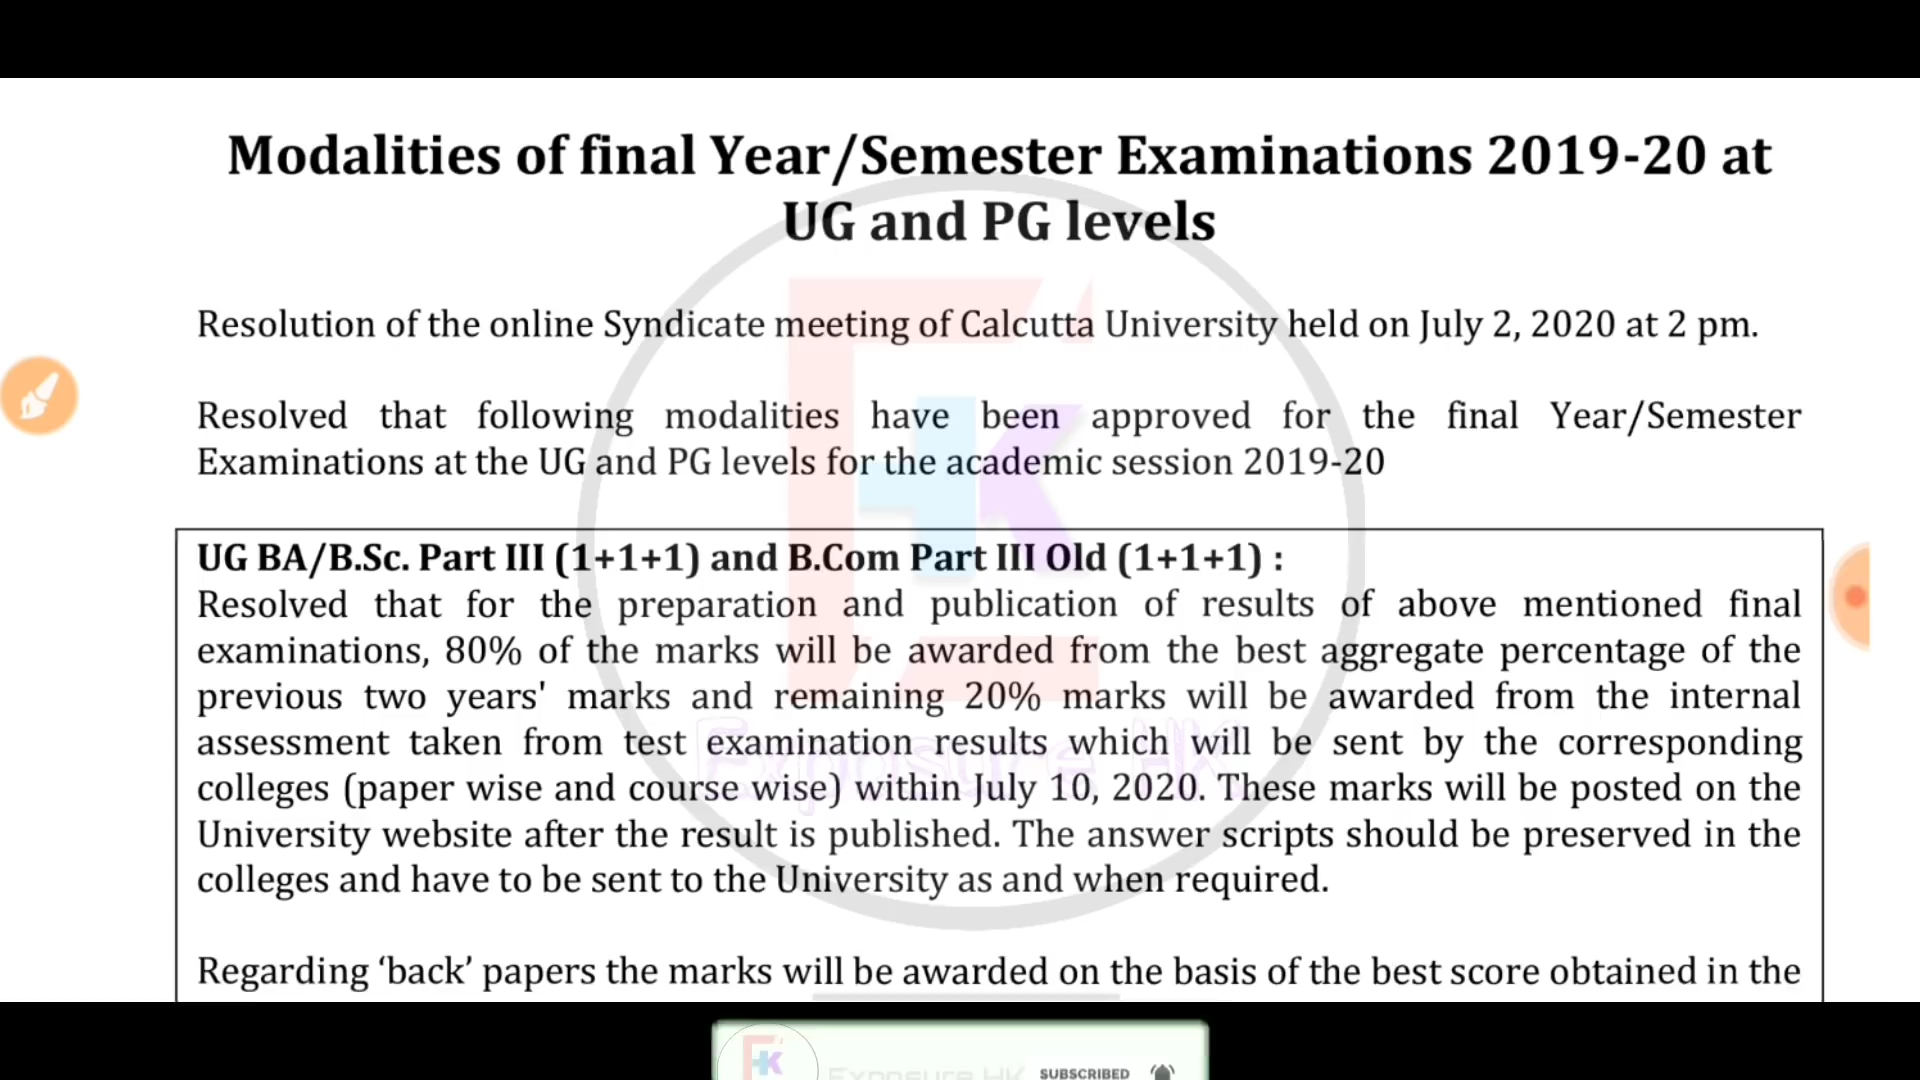 Modalities of final Year/Semester Examinations 2019-20 at
UG and PG levels
Resolution of the online Syndicate meeting of Calcutta University held on July 2, 2020 at 2 pm.
Resolved that following modalities have been approved for the final Year/Semester
Examinations at the UG and PG levels for the academic session 2019-20
UG BA/B.Sc. Part III (1+1+1) and B.Com Part III Old (1+1+1) :
Resolved that for the preparation and publication of results of above mentioned final
examinations, 80% of the marks will be awarded from the best aggregate percentage of the
previous two years' marks and remaining 20% marks will be awarded from the internal
assessment taken from test examination results which will be sent by the corresponding
colleges (paper wise and course wise) within July 10, 2020. These marks will be posted on the
University website after the result is published. The answer scripts should be preserved in the
colleges and have to be sent to the University as and when required.
Regarding ‘back’ papers the marks will be awarded on the basis of the best score obtained in the
Exposure HK
Exposure HK SUBSCRIBED